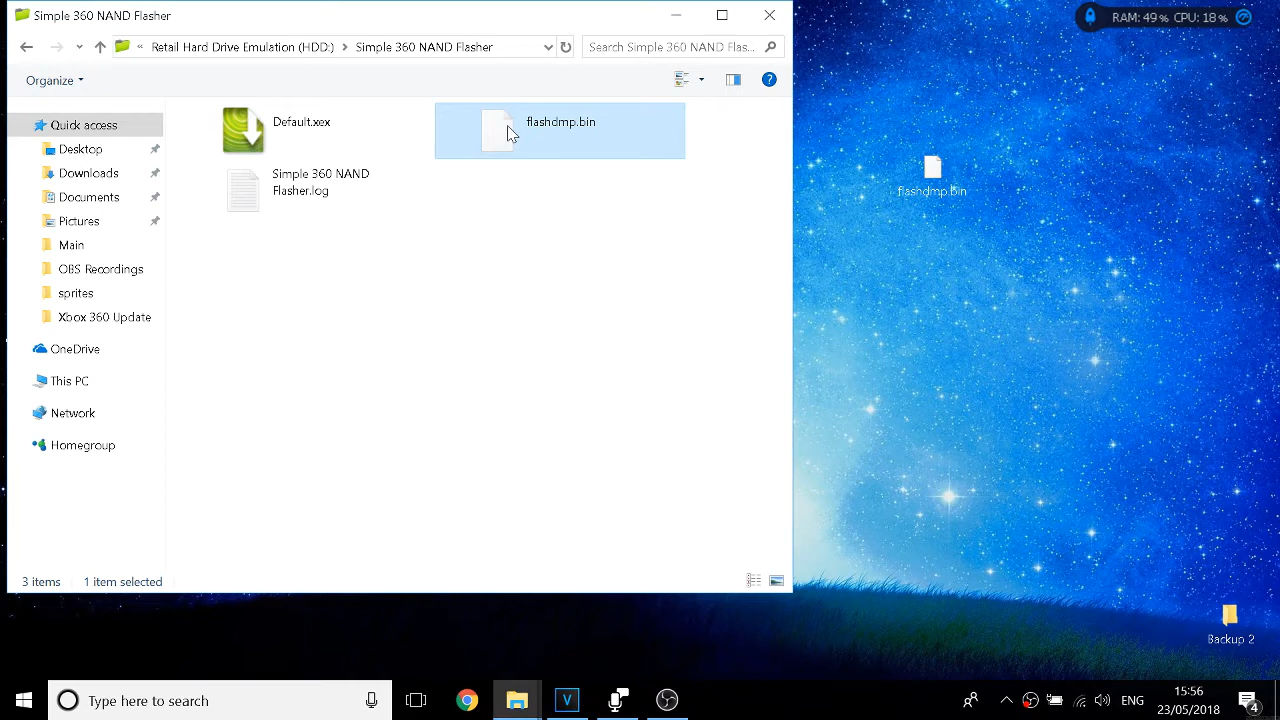 Simple 360 NAND Flasher
RAM: 49% CPU: 18%
« Retail Hard Drive Emulation (HDD:) > Simple 360 NAND Flasher
Search Simple 360 NAND Flas...
Organize
Quick access
Desktop
Downloads
Documents
Pictures
Main
OBS Recordings
sprites
Xbox 360 Update
OneDrive
This PC
Network
Homegroup
Default.xex
flashdmp.bin
Simple 360 NAND
Flasher.log
flashdmp.bin
3 items
1 item selected
Backup 2
Type here to search
V
ENG
15:56
23/05/2018
4